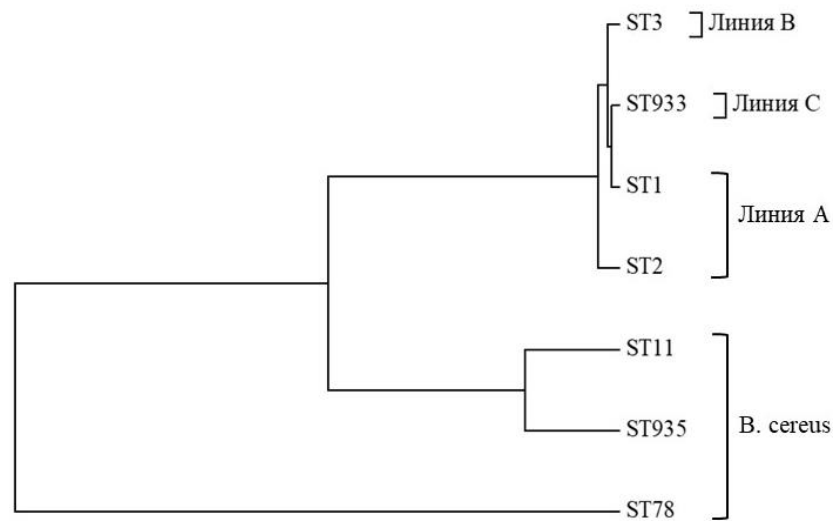 ST3 Линия B
ST933 Линия C
ST1
Линия A
ST2
ST11
ST935
B. cereus
ST78